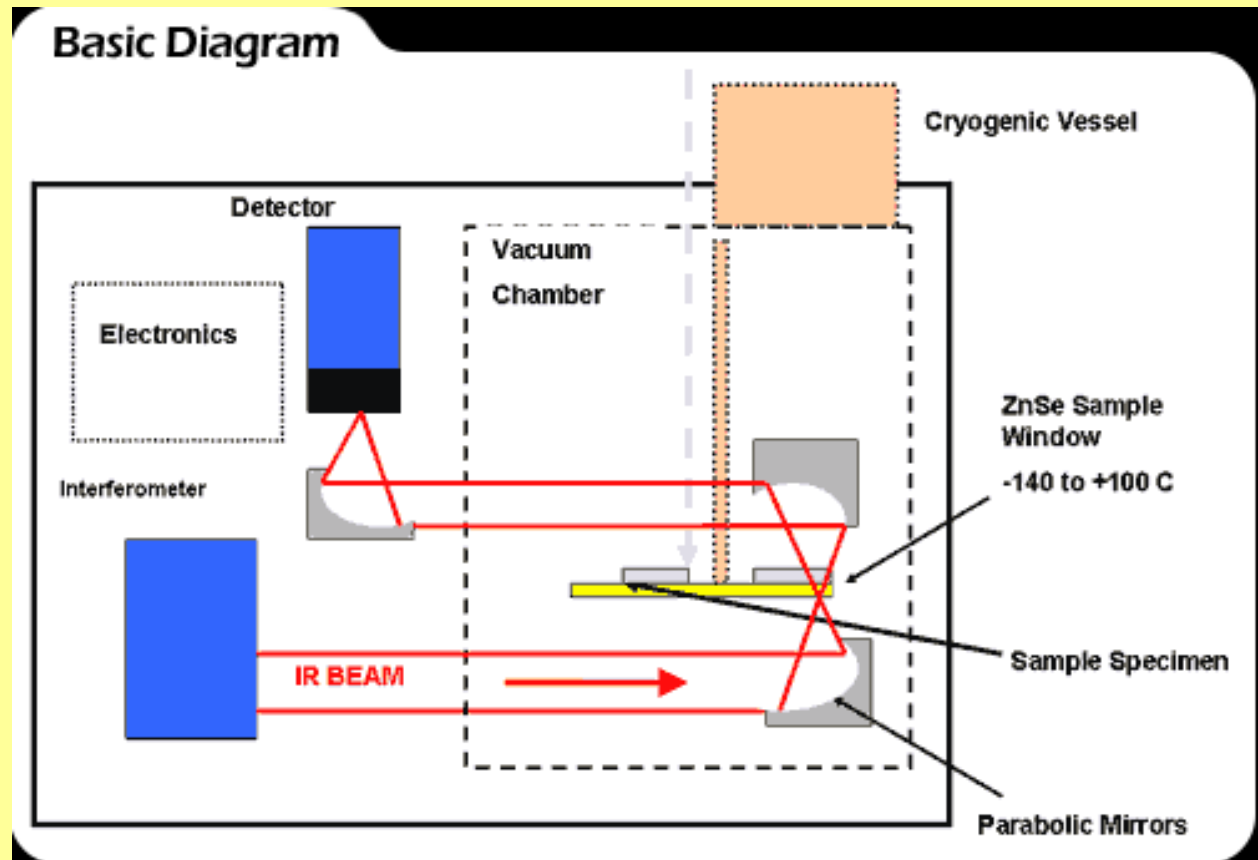 Basic Diagram
Cryogenic Vessel
Detector
Vacuum
Chamber
Electronics
ZnSe Sample
Window
-140 to +100 C
Interferometer
IR BEAM
Sample Specimen
Parabolic Mirrors